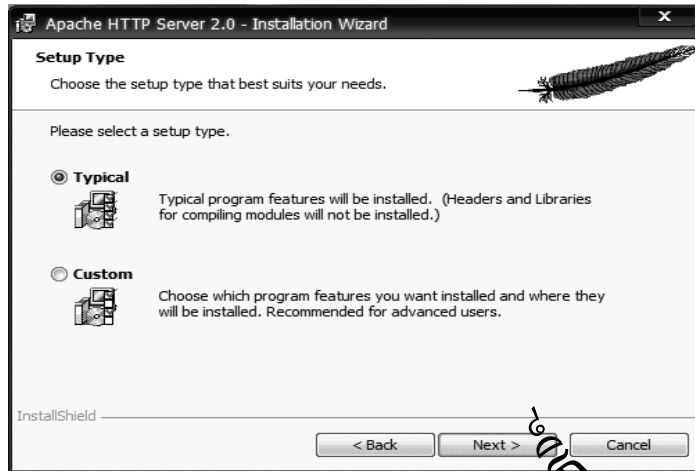 Apache HTTP Server 2.0 - Installation Wizard
x
Setup Type
Choose the setup type that best suits your needs.
Please select a setup type.
Typical
Typical program features will be installed. (Headers and Libraries
for compiling modules will not be installed.)
Custom
Choose which program features you want installed and where they
will be installed. Recommended for advanced users.
InstallShield
< Back
Next >
Cancel